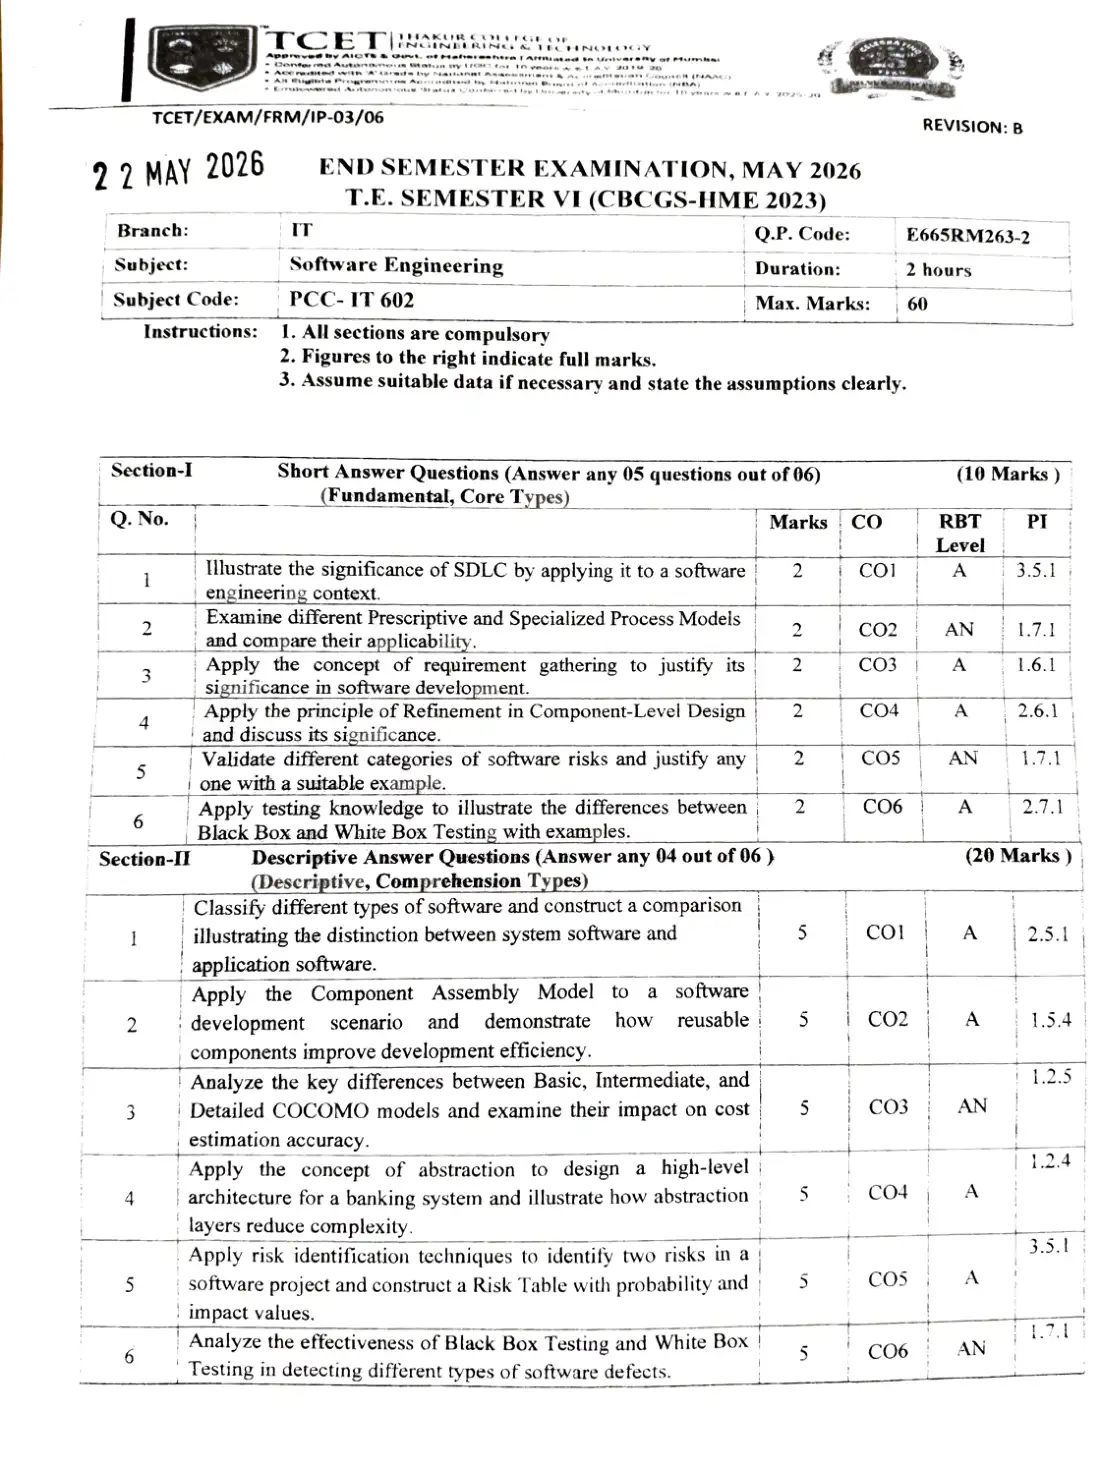 TCET
THAKUR COLLEGE OF
ENGINEERING & TECHNOLOGY
Approved by AICTE & Govt. of Maharashtra | Affiliated to University of Mumbai
TCET/EXAM/FRM/IP-03/06
REVISION: B
22 MAY 2026
END SEMESTER EXAMINATION, MAY 2026
T.E. SEMESTER VI (CBCGS-HME 2023)
Branch: IT Q.P. Code: E665RM263-2
Subject: Software Engineering Duration: 2 hours
Subject Code: PCC- IT 602 Max. Marks: 60
Instructions: 1. All sections are compulsory
2. Figures to the right indicate full marks.
3. Assume suitable data if necessary and state the assumptions clearly.
Section-I Short Answer Questions (Answer any 05 questions out of 06) (10 Marks )
(Fundamental, Core Types)
Q. No. Marks CO RBT PI
Level
1 Illustrate the significance of SDLC by applying it to a software 2 CO1 A 3.5.1
engineering context.
2 Examine different Prescriptive and Specialized Process Models 2 CO2 AN 1.7.1
and compare their applicability.
3 Apply the concept of requirement gathering to justify its 2 CO3 A 1.6.1
significance in software development.
4 Apply the principle of Refinement in Component-Level Design 2 CO4 A 2.6.1
and discuss its significance.
5 Validate different categories of software risks and justify any 2 CO5 AN 1.7.1
one with a suitable example.
6 Apply testing knowledge to illustrate the differences between 2 CO6 A 2.7.1
Black Box and White Box Testing with examples.
Section-II Descriptive Answer Questions (Answer any 04 out of 06 ) (20 Marks )
(Descriptive, Comprehension Types)
Classify different types of software and construct a comparison
1 illustrating the distinction between system software and 5 CO1 A 2.5.1
application software.
Apply the Component Assembly Model to a software
2 development scenario and demonstrate how reusable 5 CO2 A 1.5.4
components improve development efficiency.
Analyze the key differences between Basic, Intermediate, and 1.2.5
3 Detailed COCOMO models and examine their impact on cost 5 CO3 AN
estimation accuracy.
Apply the concept of abstraction to design a high-level 1.2.4
4 architecture for a banking system and illustrate how abstraction 5 CO4 A
layers reduce complexity.
Apply risk identification techniques to identify two risks in a 3.5.1
5 software project and construct a Risk Table with probability and 5 CO5 A
impact values.
Analyze the effectiveness of Black Box Testing and White Box 1.7.1
6 Testing in detecting different types of software defects. 5 CO6 AN